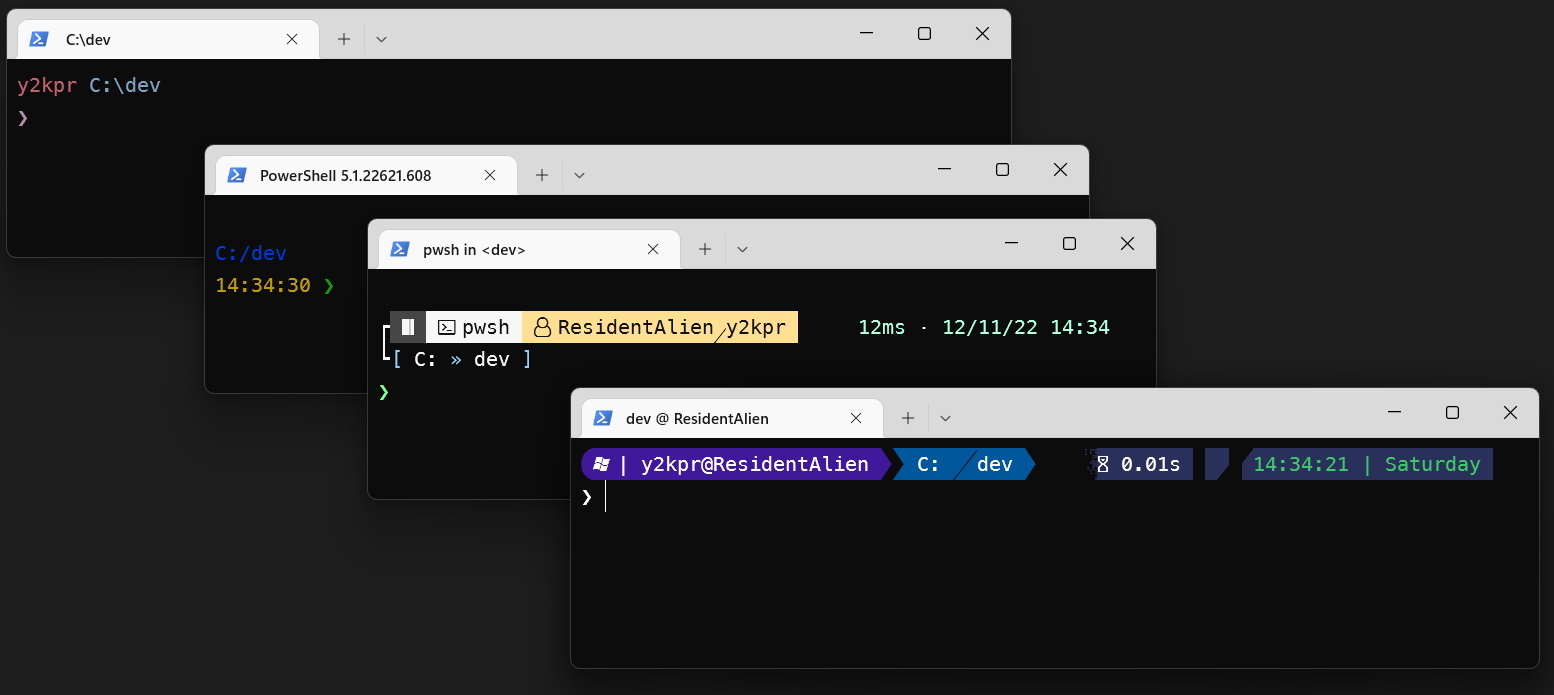 C:\dev
y2kpr C:\dev
❯
PowerShell 5.1.22621.608
C:/dev
14:34:30 ❯
pwsh in <dev>
pwsh ResidentAlien y2kpr 12ms · 12/11/22 14:34
[ C: » dev ]
❯
dev @ ResidentAlien
| y2kpr@ResidentAlien C: dev 0.01s 14:34:21 | Saturday
❯